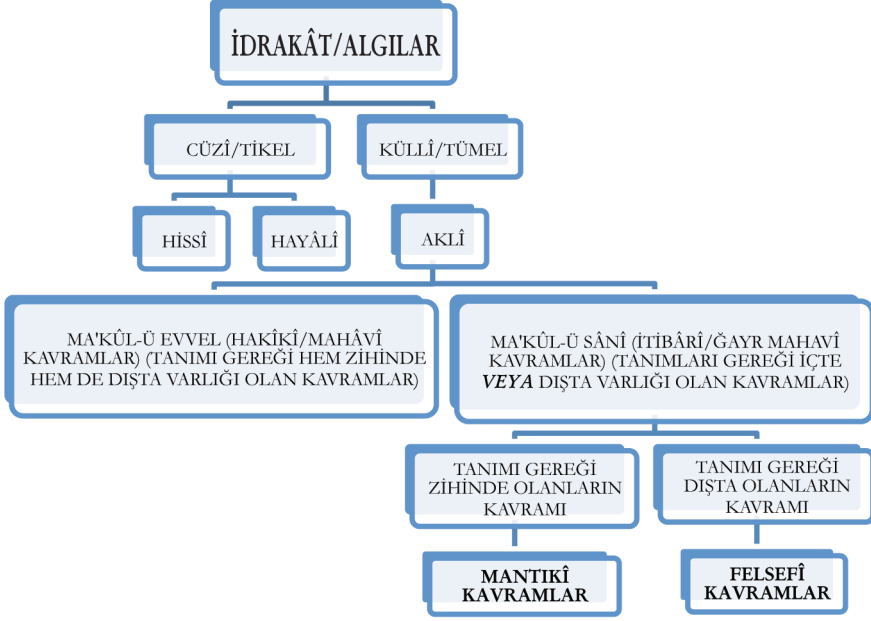 İDRAKÂT/ALGILAR
CÜZÎ/TİKEL
KÜLLÎ/TÜMEL
HİSSÎ
HAYÂLÎ
AKLÎ
MA'KÛL-Ü EVVEL (HAKÎKÎ/MAHÂVÎ
KAVRAMLAR) (TANIMI GEREĞİ HEM ZİHİNDE
HEM DE DIŞTA VARLIĞI OLAN KAVRAMLAR)
MA'KÛL-Ü SÂNÎ (İTİBÂRÎ/ĞAYR MAHAVÎ
KAVRAMLAR) (TANIMLARI GEREĞİ İÇTE
VEYA DIŞTA VARLIĞI OLAN KAVRAMLAR)
TANIMI GEREĞİ
ZİHİNDE OLANLARIN
KAVRAMI
TANIMI GEREĞİ
DIŞTA OLANLARIN
KAVRAMI
MANTIKÎ
KAVRAMLAR
FELSEFÎ
KAVRAMLAR